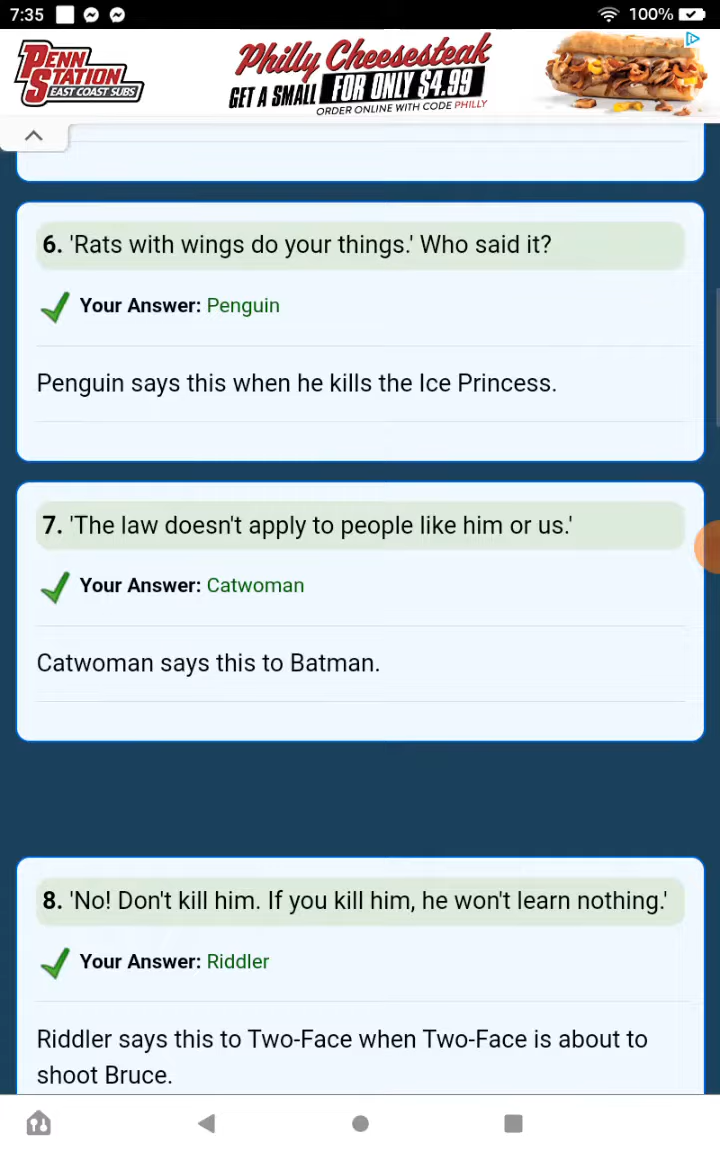 7:35
100%
PENN
STATION
EAST COAST SUBS
Philly Cheesesteak
GET A SMALL FOR ONLY $4.99
ORDER ONLINE WITH CODE PHILLY
6. 'Rats with wings do your things.' Who said it?
Your Answer: Penguin
Penguin says this when he kills the Ice Princess.
7. 'The law doesn't apply to people like him or us.'
Your Answer: Catwoman
Catwoman says this to Batman.
8. 'No! Don't kill him. If you kill him, he won't learn nothing.'
Your Answer: Riddler
Riddler says this to Two-Face when Two-Face is about to
shoot Bruce.